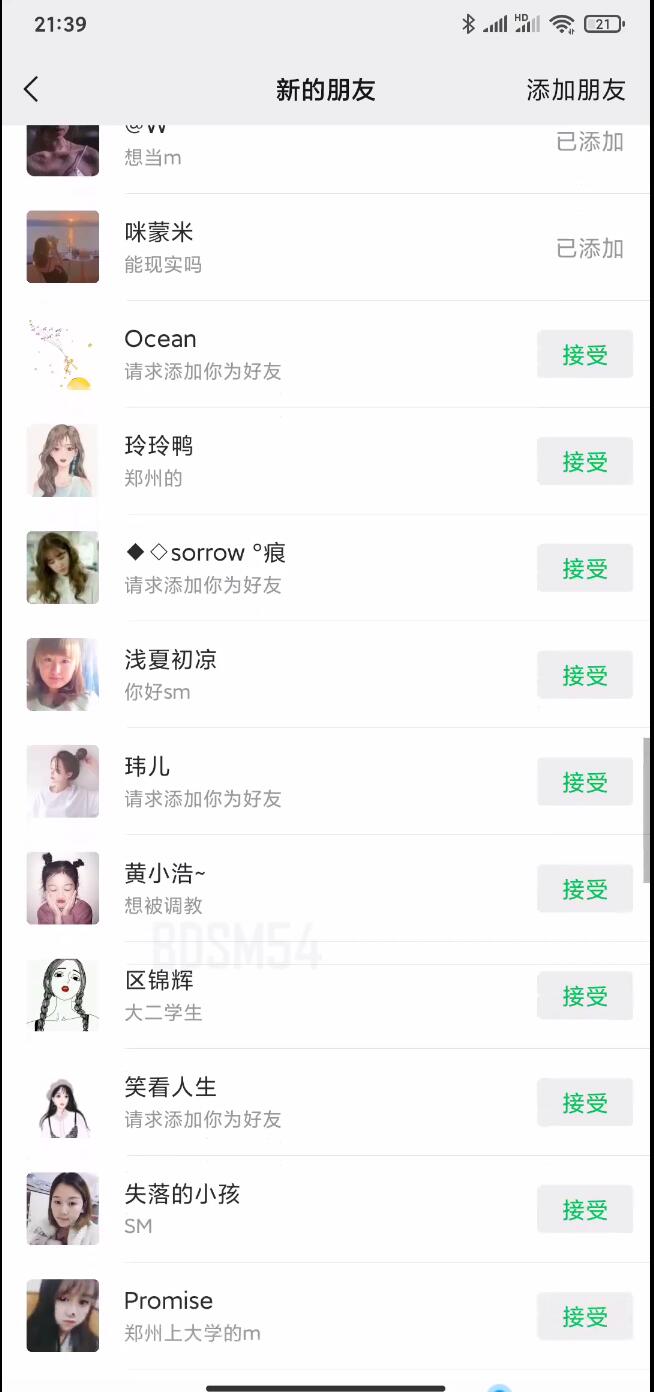 21:39
HD
21
新的朋友
添加朋友
@W
想当m
已添加
咪蒙米
能现实吗
已添加
Ocean
请求添加你为好友
接受
玲玲鸭
郑州的
接受
◆◇sorrow °痕
请求添加你为好友
接受
浅夏初凉
你好sm
接受
玮儿
请求添加你为好友
接受
黄小浩~
想被调教
接受
BDSM54
区锦辉
大二学生
接受
笑看人生
请求添加你为好友
接受
失落的小孩
SM
接受
Promise
郑州上大学的m
接受